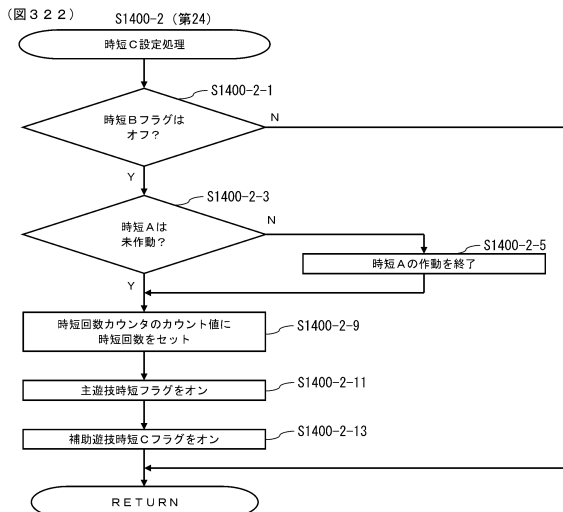 (図322)
S1400-2 (第24)
時短C設定処理
S1400-2-1
時短Bフラグは
オフ?
N
Y
S1400-2-3
時短Aは
未作動?
N
S1400-2-5
時短Aの作動を終了
Y
時短回数カウンタのカウント値に
時短回数をセット
S1400-2-9
主遊技時短フラグをオン
S1400-2-11
補助遊技時短Cフラグをオン
S1400-2-13
RETURN